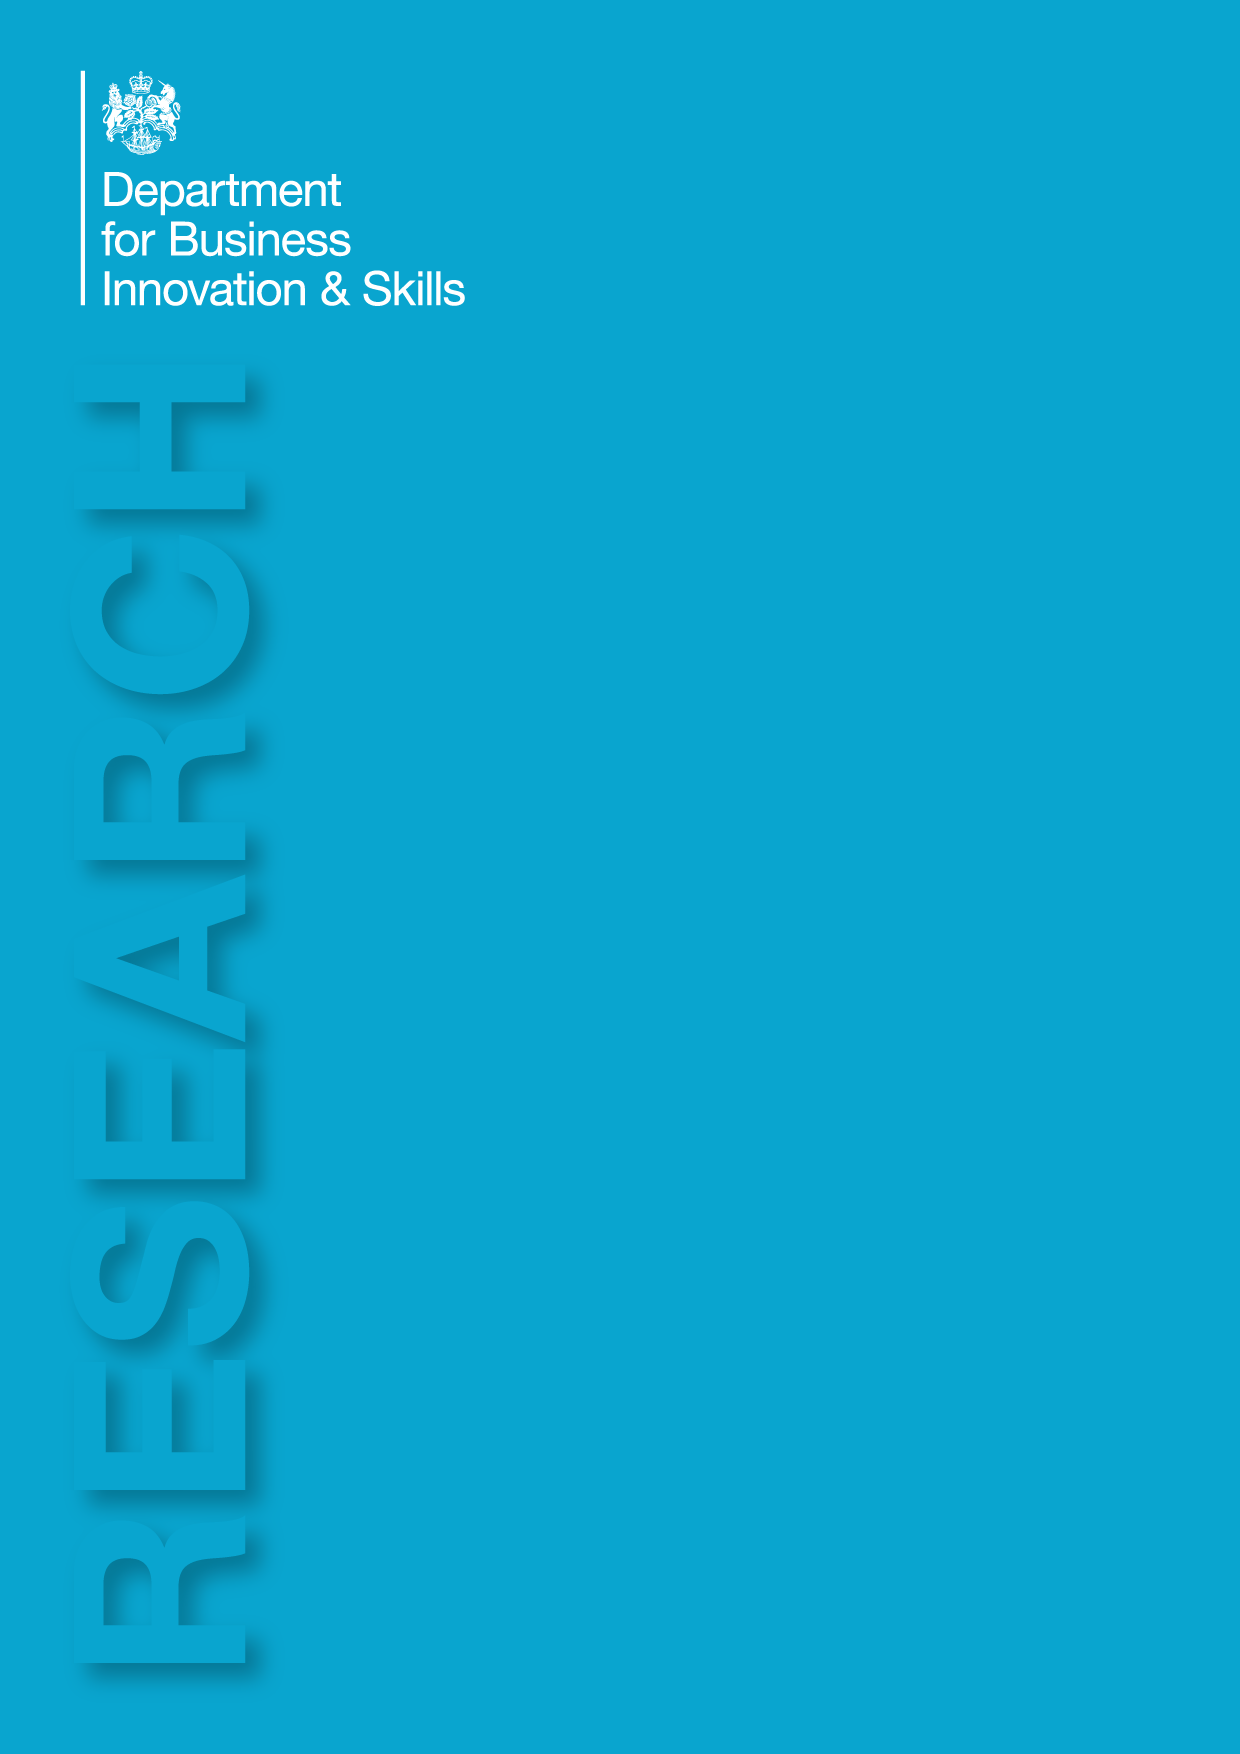 Department
for Business
Innovation & Skills
RESEARCH